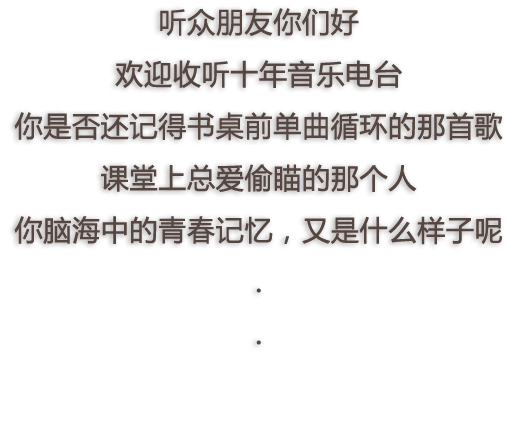 听众朋友你们好
欢迎收听十年音乐电台
你是否还记得书桌前单曲循环的那首歌
课堂上总爱偷瞄的那个人
你脑海中的青春记忆，又是什么样子呢
.
.